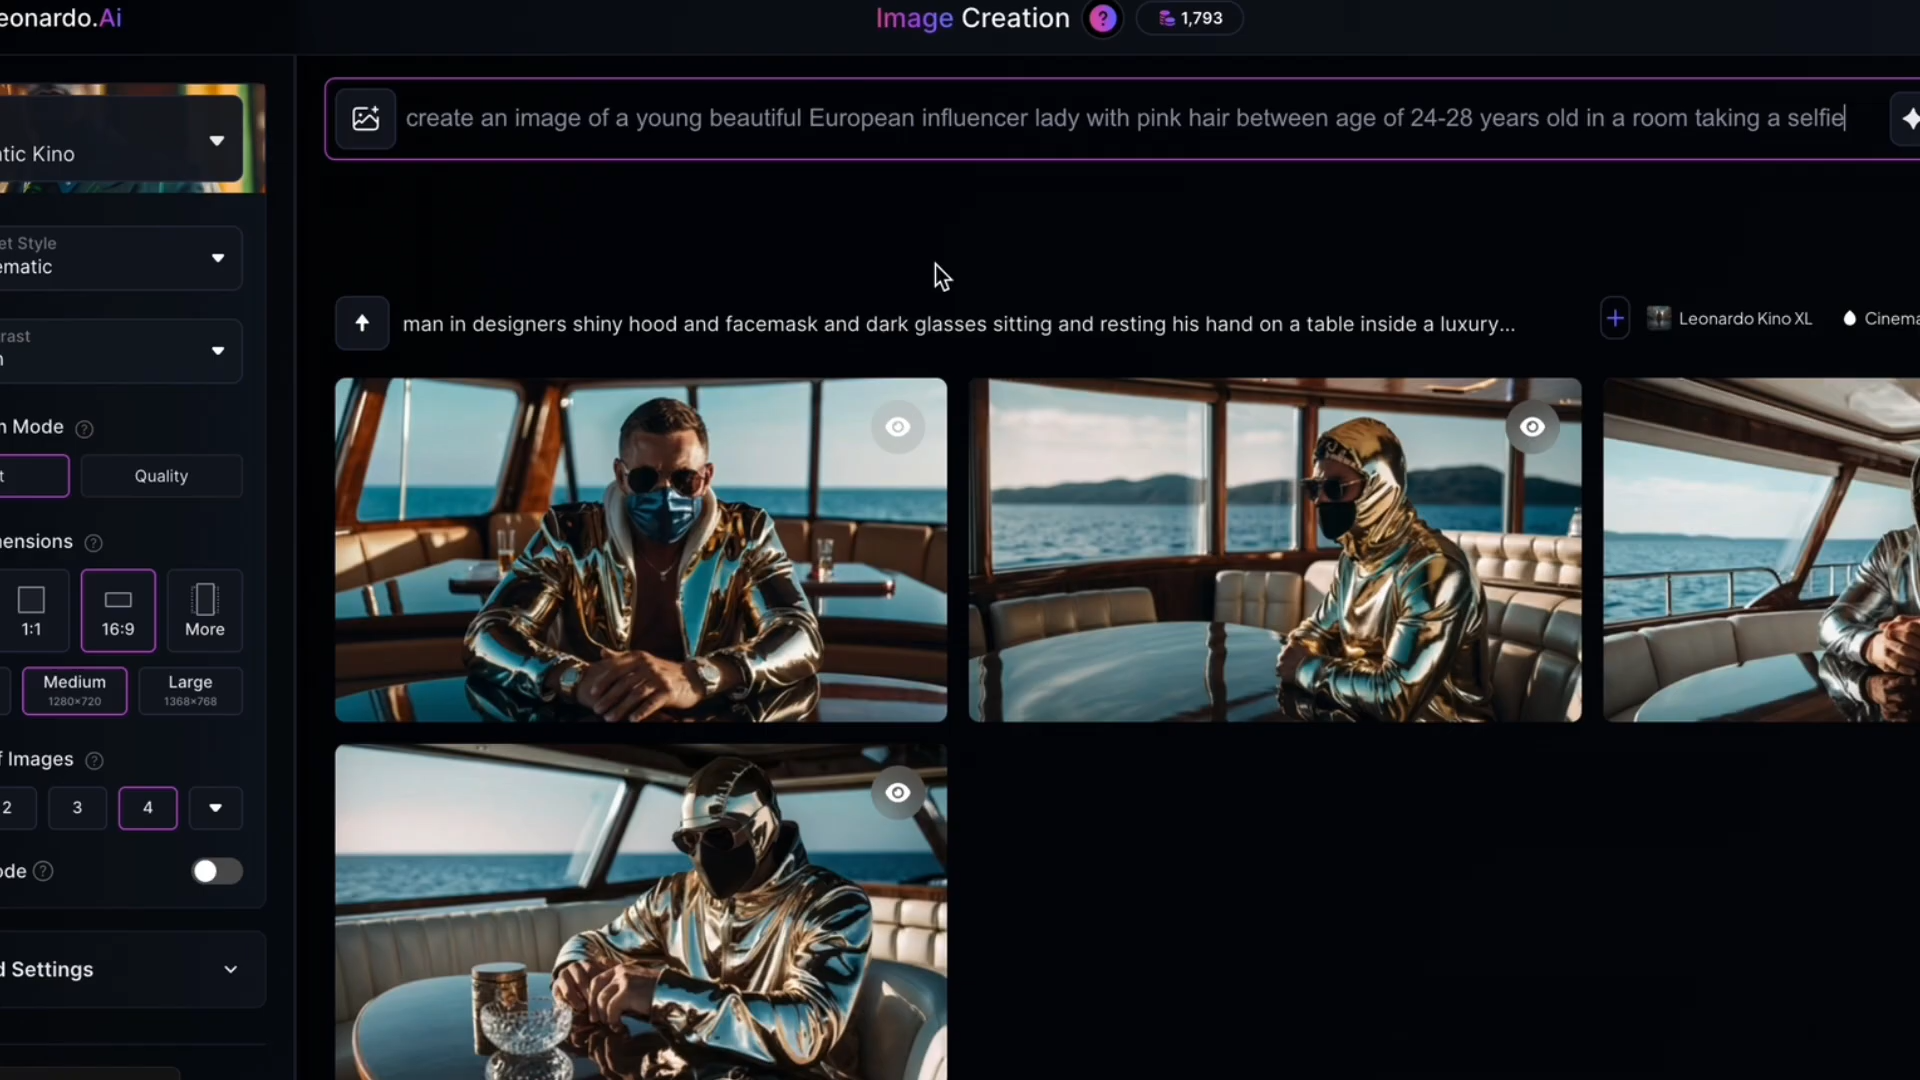 eonardo.Ai
Image Creation ? 1,793
create an image of a young beautiful European influencer lady with pink hair between age of 24-28 years old in a room taking a selfie
tic Kino
et Style
ematic
man in designers shiny hood and facemask and dark glasses sitting and resting his hand on a table inside a luxury...
Leonardo Kino XL
Cinema
rast
n
n Mode ?
t
Quality
ensions ?
1:1
16:9
More
Medium
1280×720
Large
1368×768
f Images ?
2
3
4
ode ?
d Settings